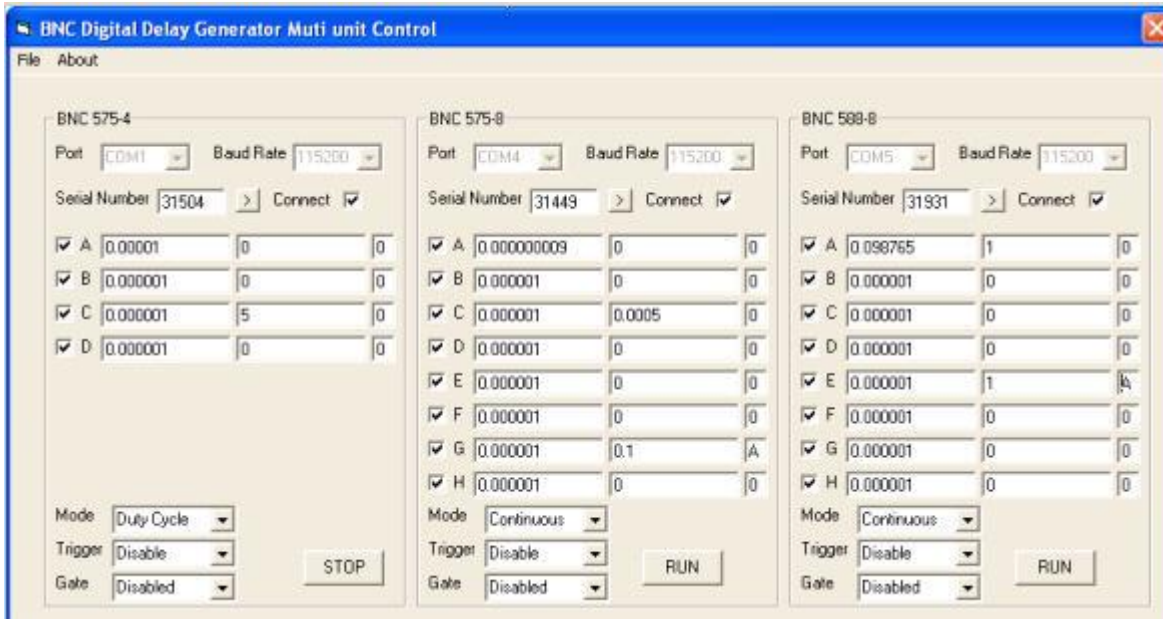 BNC Digital Delay Generator Muti unit Control
File About
BNC 575-4
Port COM1 Baud Rate 115200
Serial Number 31504 > Connect
A 0.00001 0 0
B 0.000001 0 0
C 0.000001 5 0
D 0.000001 0 0
Mode Duty Cycle
Trigger Disable
Gate Disabled
STOP
BNC 575-8
Port COM4 Baud Rate 115200
Serial Number 31449 > Connect
A 0.000000009 0 0
B 0.000001 0 0
C 0.000001 0.0005 0
D 0.000001 0 0
E 0.000001 0 0
F 0.000001 0 0
G 0.000001 0.1 A
H 0.000001 0 0
Mode Continuous
Trigger Disable
Gate Disabled
RUN
BNC 588-8
Port COM5 Baud Rate 115200
Serial Number 31931 > Connect
A 0.098765 1 0
B 0.000001 0 0
C 0.000001 0 0
D 0.000001 0 0
E 0.000001 1 A
F 0.000001 0 0
G 0.000001 0 0
H 0.000001 0 0
Mode Continuous
Trigger Disable
Gate Disabled
RUN